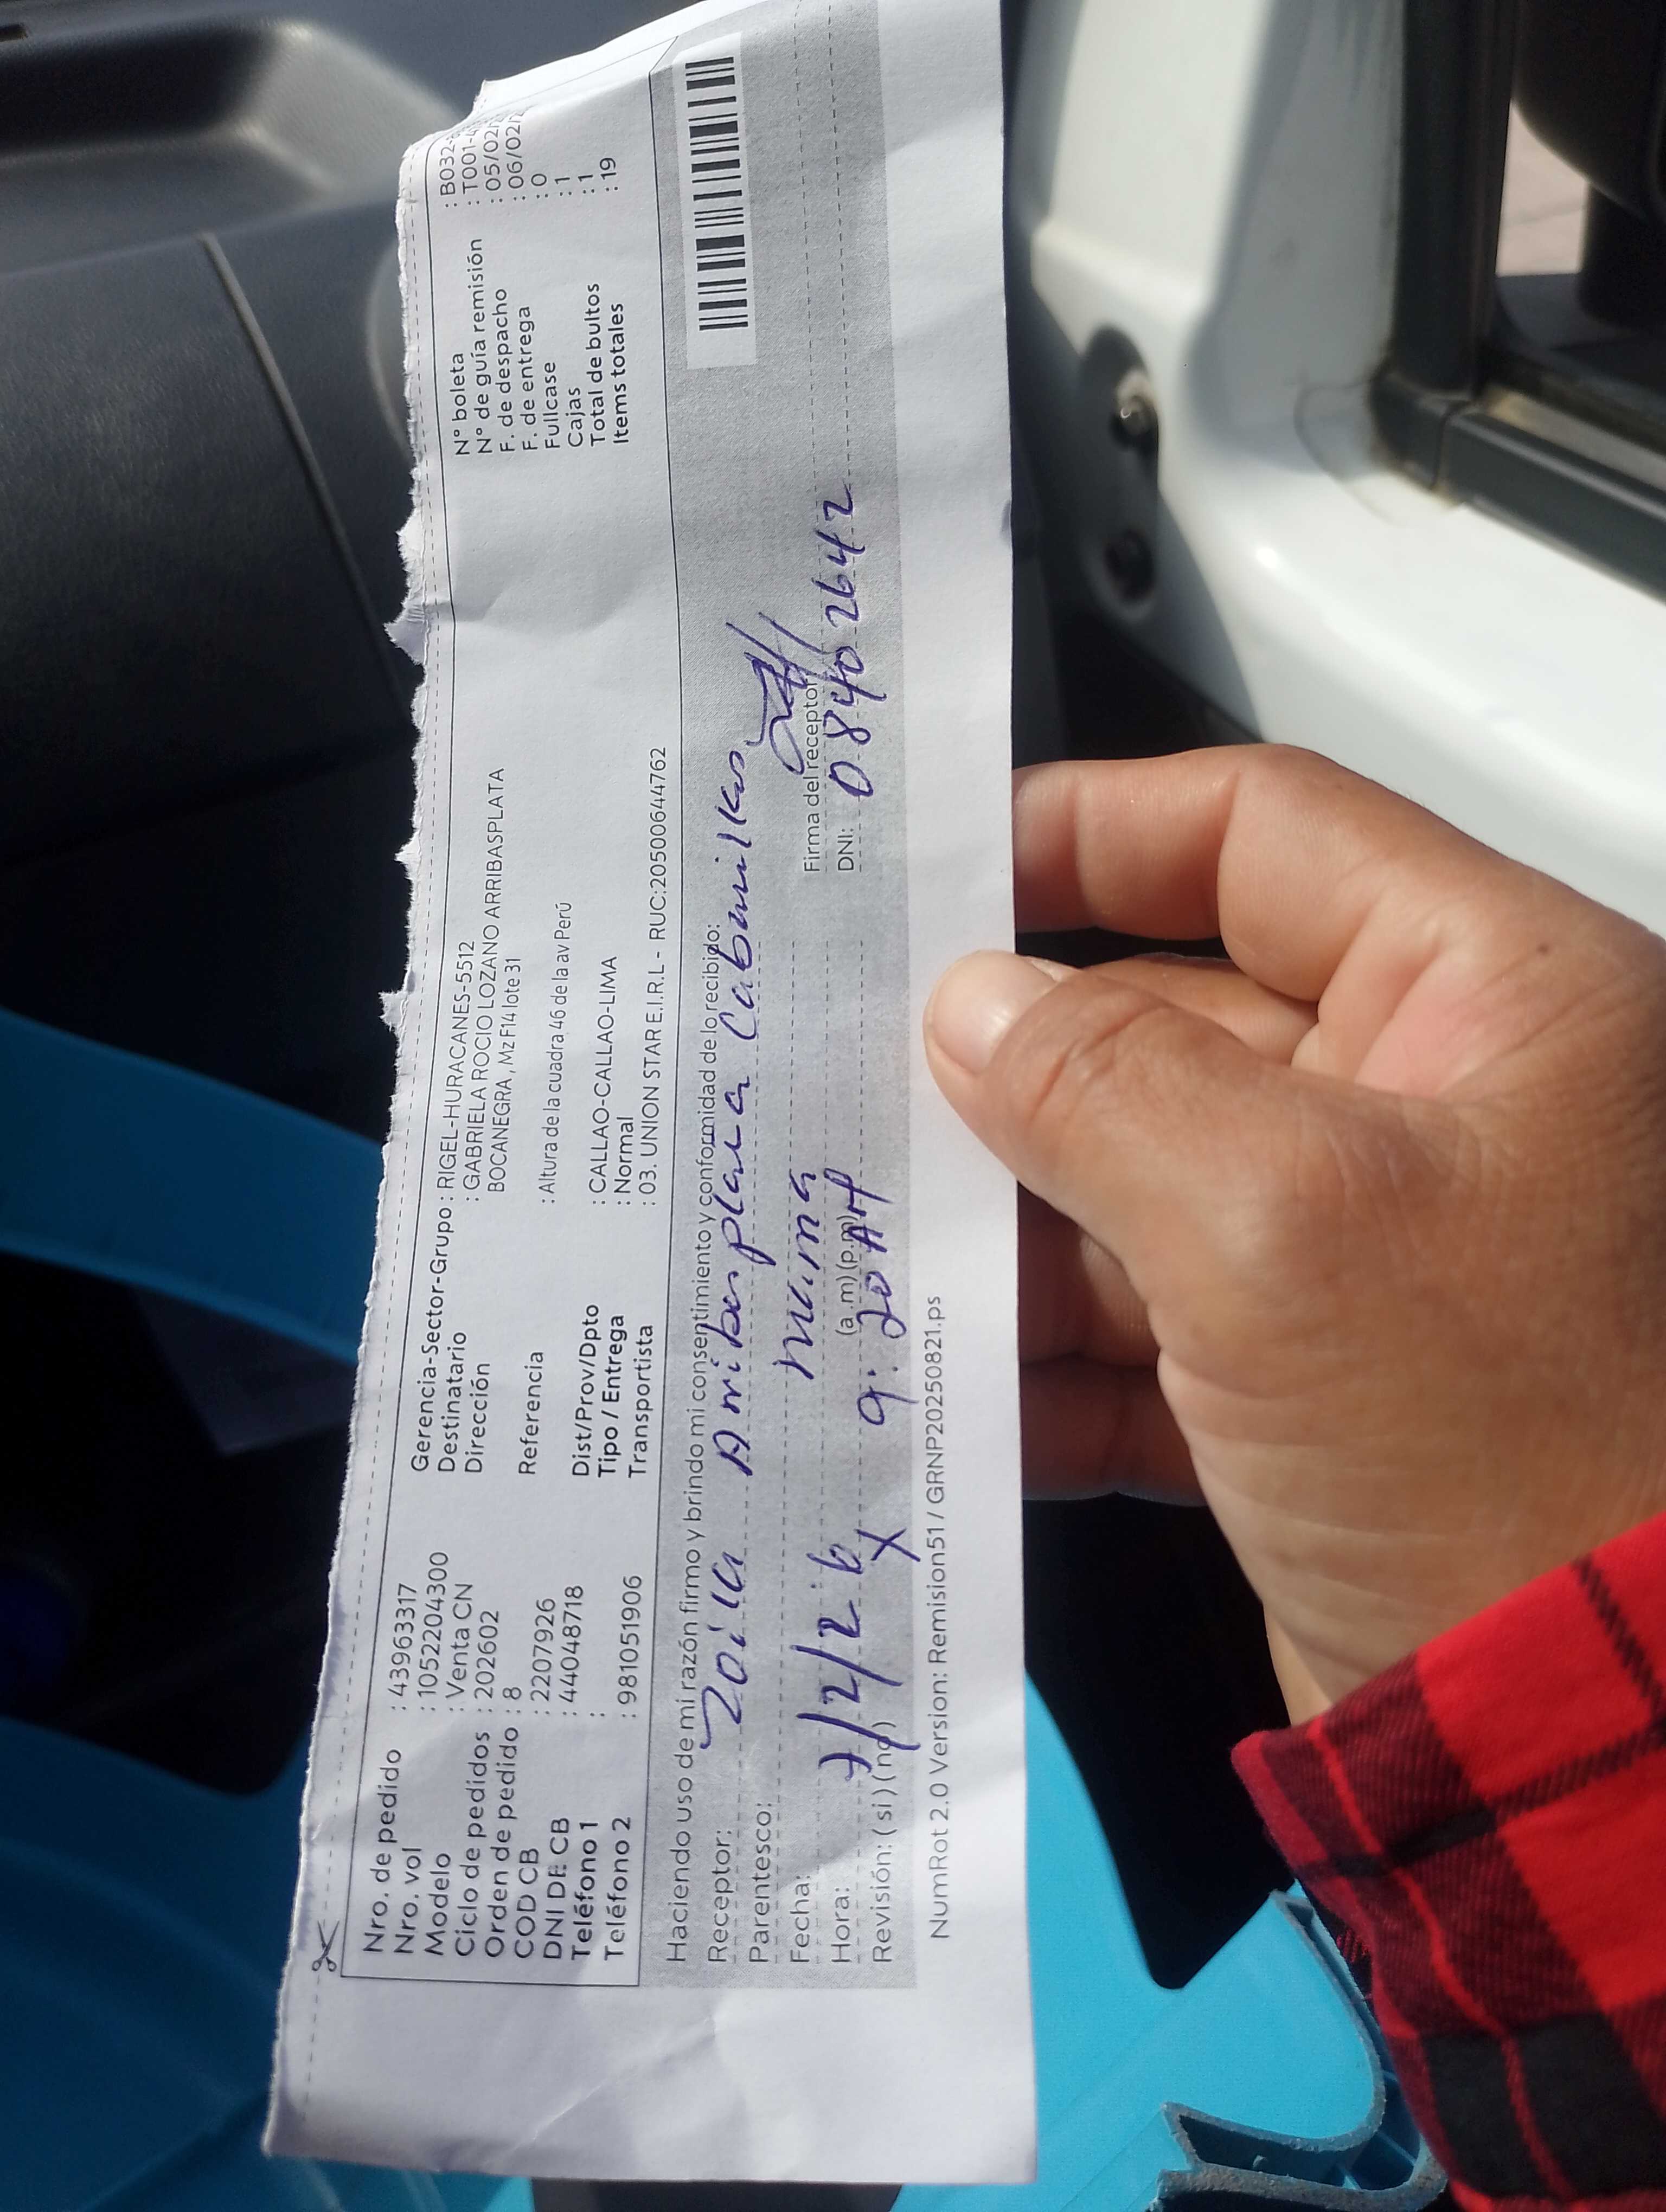 Nro. de pedido : 43963317
Nro. vol : 1052204300
Modelo : Venta CN
Ciclo de pedidos : 202602
Orden de pedido : 8
COD CB : 2207926
DNI DE CB : 44048718
Teléfono 1 :
Teléfono 2 : 981051906
Gerencia-Sector-Grupo : RIGEL-HURACANES-5512
Destinatario : GABRIELA ROCIO LOZANO ARRIBASPLATA
Dirección BOCANEGRA, Mz F14 lote 31
Referencia : Altura de la cuadra 46 de la av Perú
Dist/Prov/Dpto : CALLAO-CALLAO-LIMA
Tipo / Entrega : Normal
Transportista : 03. UNION STAR E.I.R.L - RUC:20500644762
N° boleta : B032-
N° de guía remisión : T001-
F. de despacho : 05/02/
F. de entrega : 06/02/
Fullcase : 0
Cajas : 1
Total de bultos : 1
Items totales : 19
Haciendo uso de mi razón firmo y brindo mi consentimiento y conformidad de lo recibido:
Receptor: Zoila
Parentesco: mamá
Fecha: 7/2/26
Hora: 9:20 (a.m)(p.m)
Revisión: ( si ) ( no ) X
Firma del receptor
DNI: 08402642
NumRot 2.0 Version: Remision51 / GRNP20250821.ps